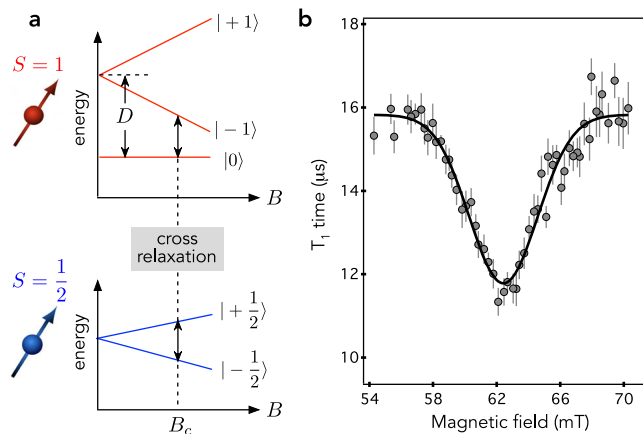 a
S = 1
energy
D
|+1⟩
|−1⟩
|0⟩
B
cross
relaxation
S = 1/2
energy
|+1/2⟩
|−1/2⟩
B
B_c
b
T₁ time (μs)
18
16
14
12
10
54 58 62 66 70
Magnetic field (mT)